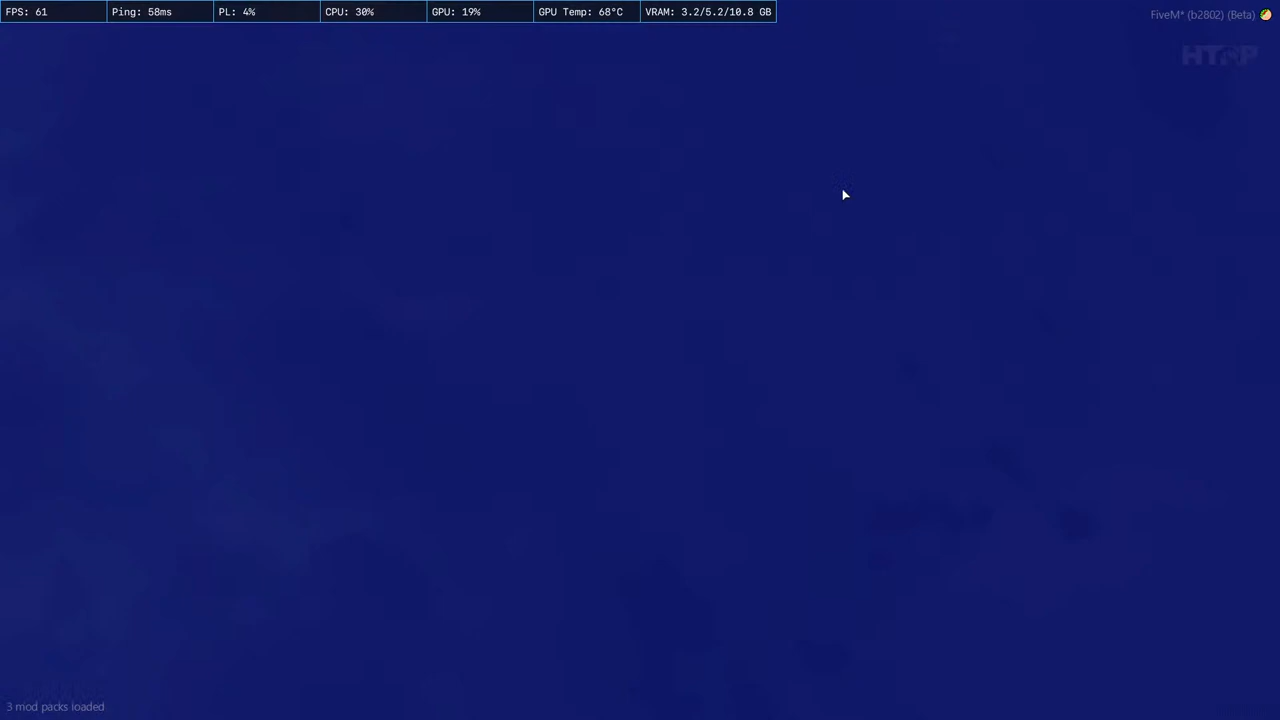 FPS: 61
Ping: 58ms
PL: 4%
CPU: 30%
GPU: 19%
GPU Temp: 68°C
VRAM: 3.2/5.2/10.8 GB
FiveM* (b2802) (Beta)
HTRP
3 mod packs loaded